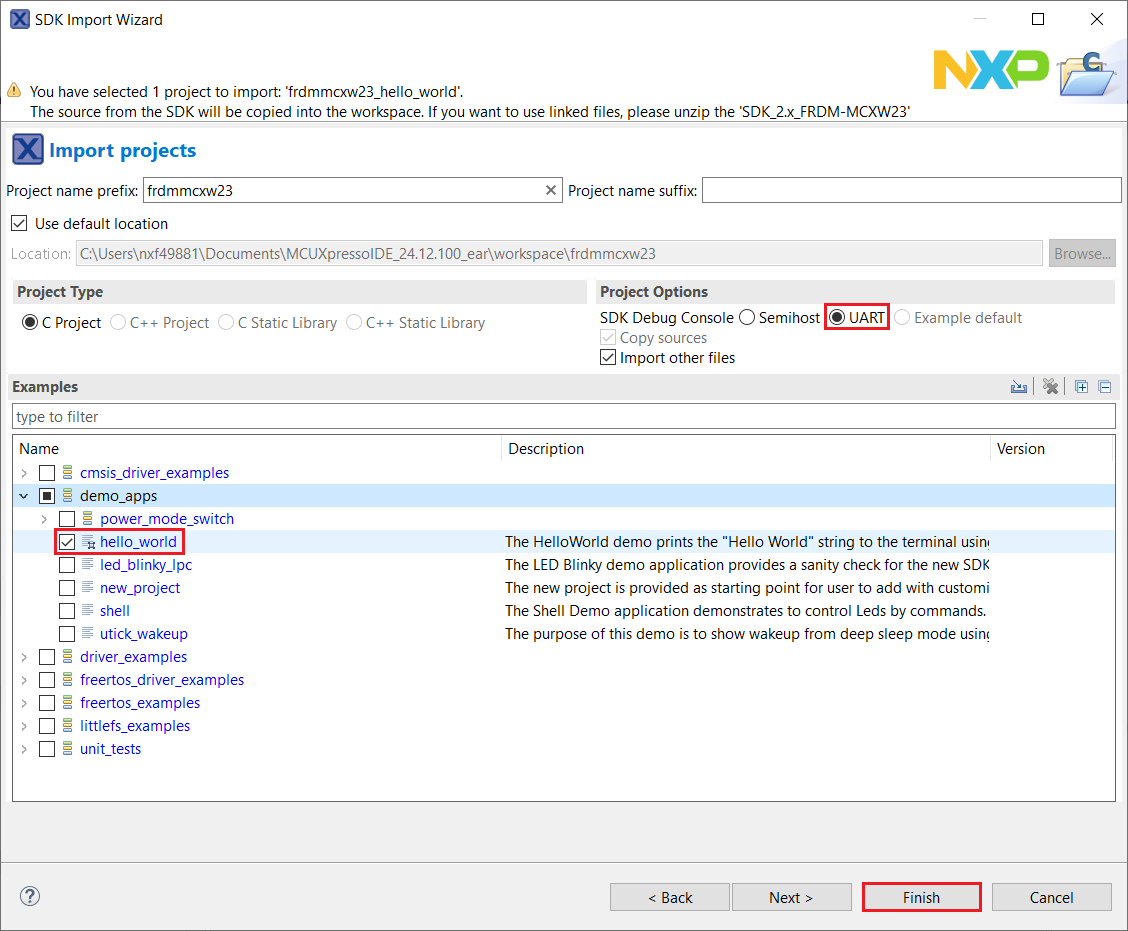 SDK Import Wizard
NXP
You have selected 1 project to import: 'frdmmcxw23_hello_world'.
The source from the SDK will be copied into the workspace. If you want to use linked files, please unzip the 'SDK_2.x_FRDM-MCXW23'
Import projects
Project name prefix: frdmmcxw23 Project name suffix:
Use default location
Location: C:\Users\nxf49881\Documents\MCUXpressoIDE_24.12.100_ear\workspace\frdmmcxw23 Browse...
Project Type Project Options
C Project C++ Project C Static Library C++ Static Library SDK Debug Console Semihost UART Example default
Copy sources
Import other files
Examples
type to filter
Name Description Version
cmsis_driver_examples
demo_apps
power_mode_switch
hello_world The HelloWorld demo prints the "Hello World" string to the terminal using
led_blinky_lpc The LED Blinky demo application provides a sanity check for the new SDK
new_project The new project is provided as starting point for user to add with customi
shell The Shell Demo application demonstrates to control Leds by commands.
utick_wakeup The purpose of this demo is to show wakeup from deep sleep mode using
driver_examples
freertos_driver_examples
freertos_examples
littlefs_examples
unit_tests
< Back Next > Finish Cancel